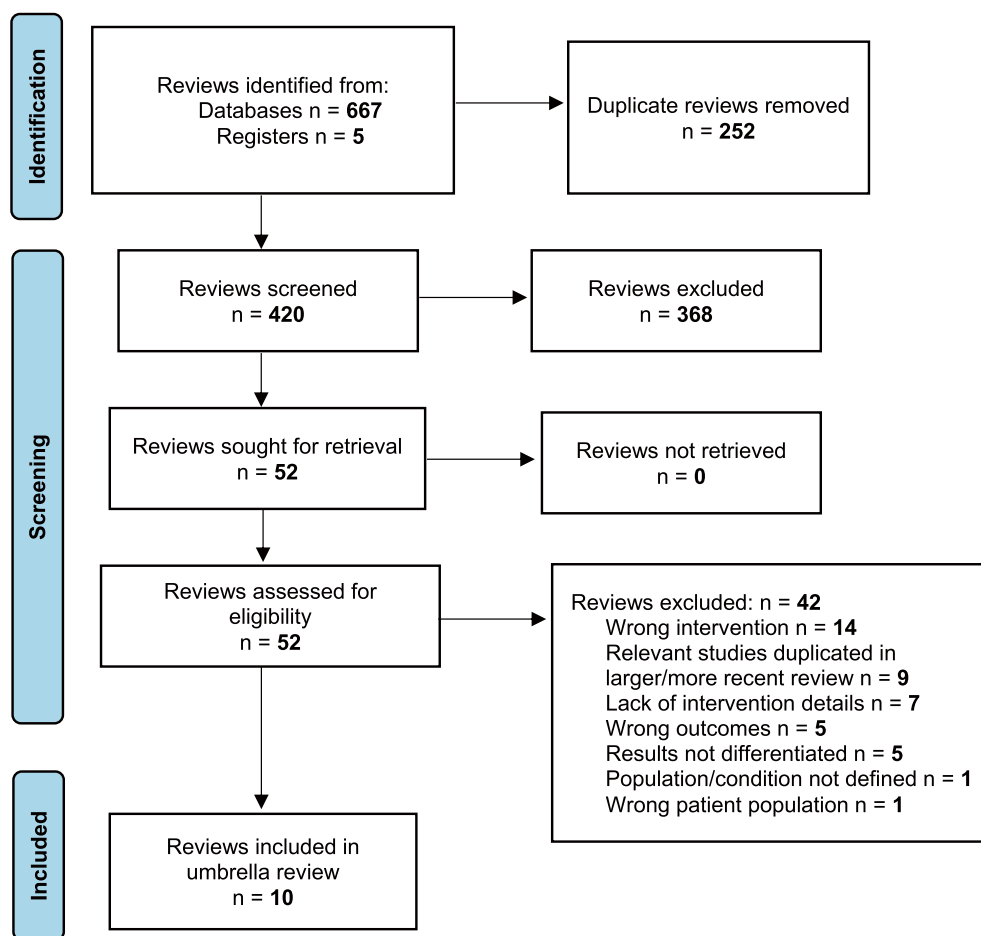 Identification
Reviews identified from:
Databases n = 667
Registers n = 5
Duplicate reviews removed
n = 252
Screening
Reviews screened
n = 420
Reviews excluded
n = 368
Reviews sought for retrieval
n = 52
Reviews not retrieved
n = 0
Reviews assessed for
eligibility
n = 52
Reviews excluded: n = 42
Wrong intervention n = 14
Relevant studies duplicated in
larger/more recent review n = 9
Lack of intervention details n = 7
Wrong outcomes n = 5
Results not differentiated n = 5
Population/condition not defined n = 1
Wrong patient population n = 1
Included
Reviews included in
umbrella review
n = 10